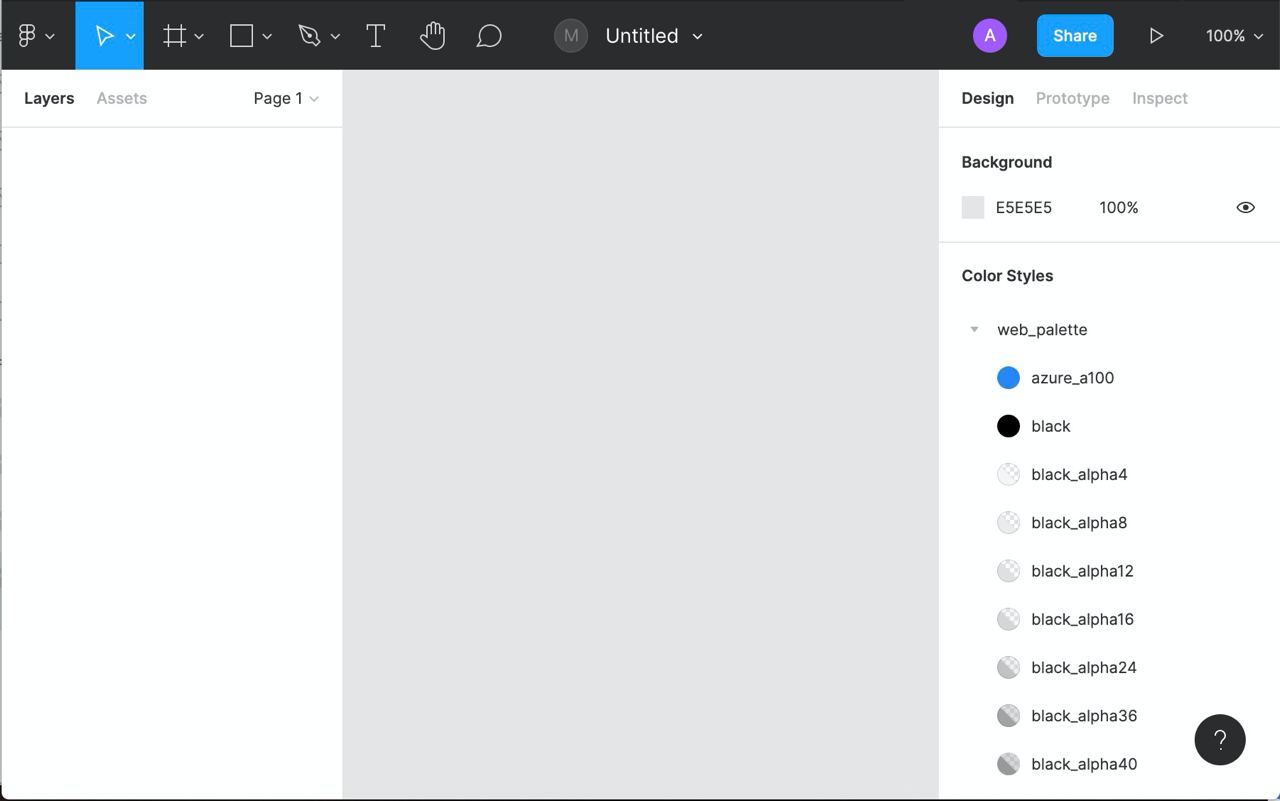 M Untitled
A Share 100%
Layers Assets Page 1
Design Prototype Inspect
Background
E5E5E5 100%
Color Styles
web_palette
azure_a100
black
black_alpha4
black_alpha8
black_alpha12
black_alpha16
black_alpha24
black_alpha36
black_alpha40
?